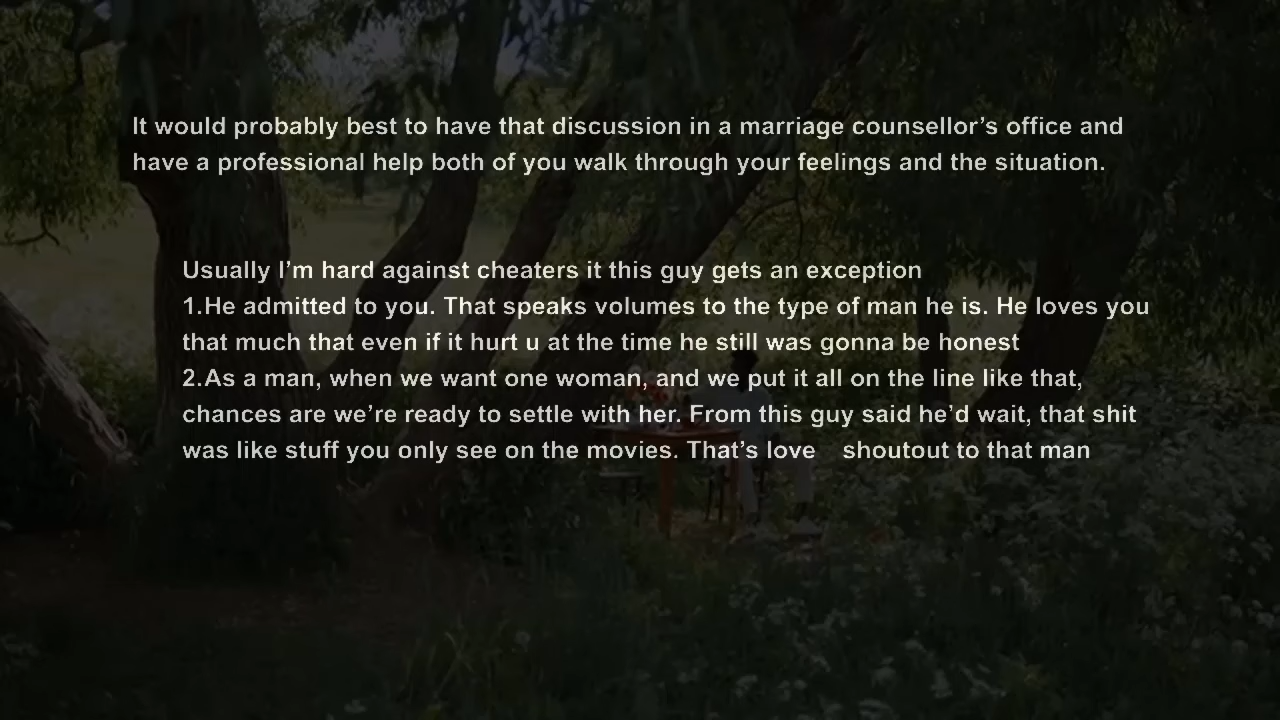 It would probably best to have that discussion in a marriage counsellor’s office and
have a professional help both of you walk through your feelings and the situation.
Usually I’m hard against cheaters it this guy gets an exception
1.He admitted to you. That speaks volumes to the type of man he is. He loves you
that much that even if it hurt u at the time he still was gonna be honest
2.As a man, when we want one woman, and we put it all on the line like that,
chances are we’re ready to settle with her. From this guy said he’d wait, that shit
was like stuff you only see on the movies. That’s love shoutout to that man